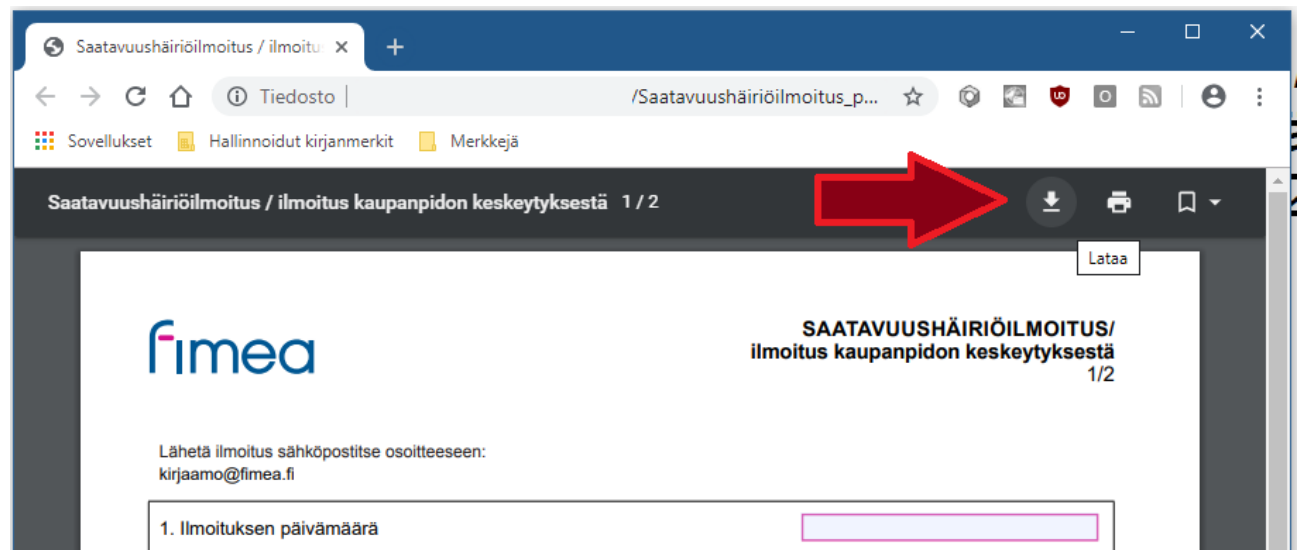 Saatavuushäiriöilmoitus / ilmoitu
Tiedosto /Saatavuushäiriöilmoitus_p...
Sovellukset Hallinnoidut kirjanmerkit Merkkejä
Saatavuushäiriöilmoitus / ilmoitus kaupanpidon keskeytyksestä 1 / 2
Lataa
fimea
SAATAVUUSHÄIRIÖILMOITUS/
ilmoitus kaupanpidon keskeytyksestä
1/2
Lähetä ilmoitus sähköpostitse osoitteeseen:
kirjaamo@fimea.fi
1. Ilmoituksen päivämäärä